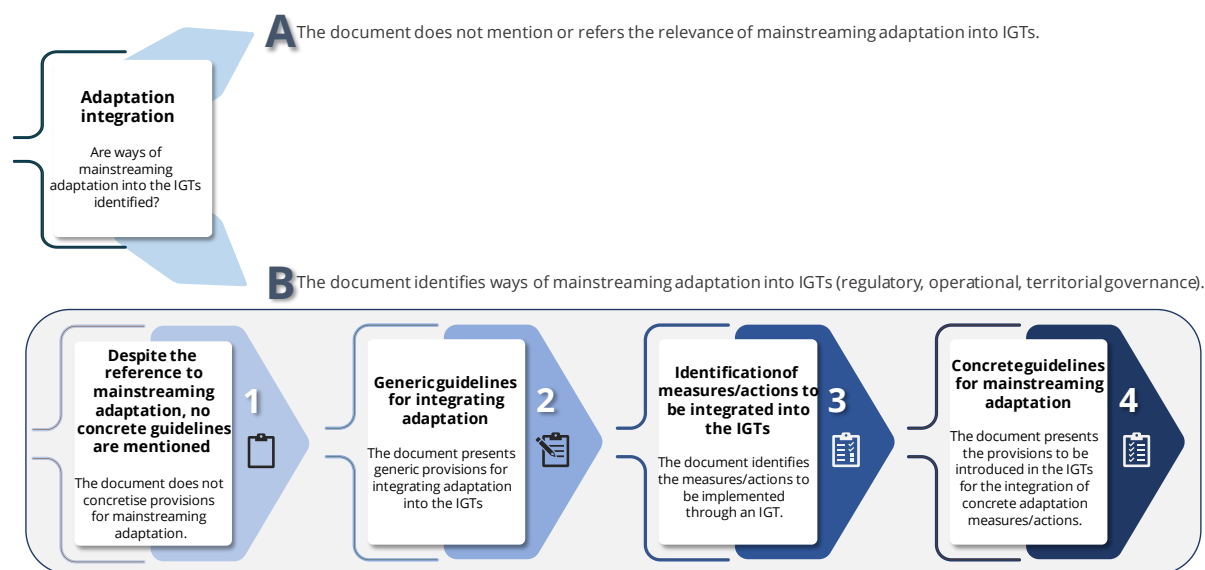 A The document does not mention or refers the relevance of mainstreaming adaptation into IGTs.
Adaptation
integration
Are ways of
mainstreaming
adaptation into the IGTs
identified?
B The document identifies ways of mainstreaming adaptation into IGTs (regulatory, operational, territorial governance).
Despite the
reference to
mainstreaming
adaptation, no
concrete guidelines
are mentioned
The document does not
concretise provisions
for mainstreaming
adaptation.
1
Generic guidelines
for integrating
adaptation
The document presents
generic provisions for
integrating adaptation
into the IGTs
2
Identification of
measures/actions to
be integrated into
the IGTs
The document identifies
the measures/actions to
be implemented
through an IGT.
3
Concrete guidelines
for mainstreaming
adaptation
The document presents
the provisions to be
introduced in the IGTs
for the integration of
concrete adaptation
measures/actions.
4